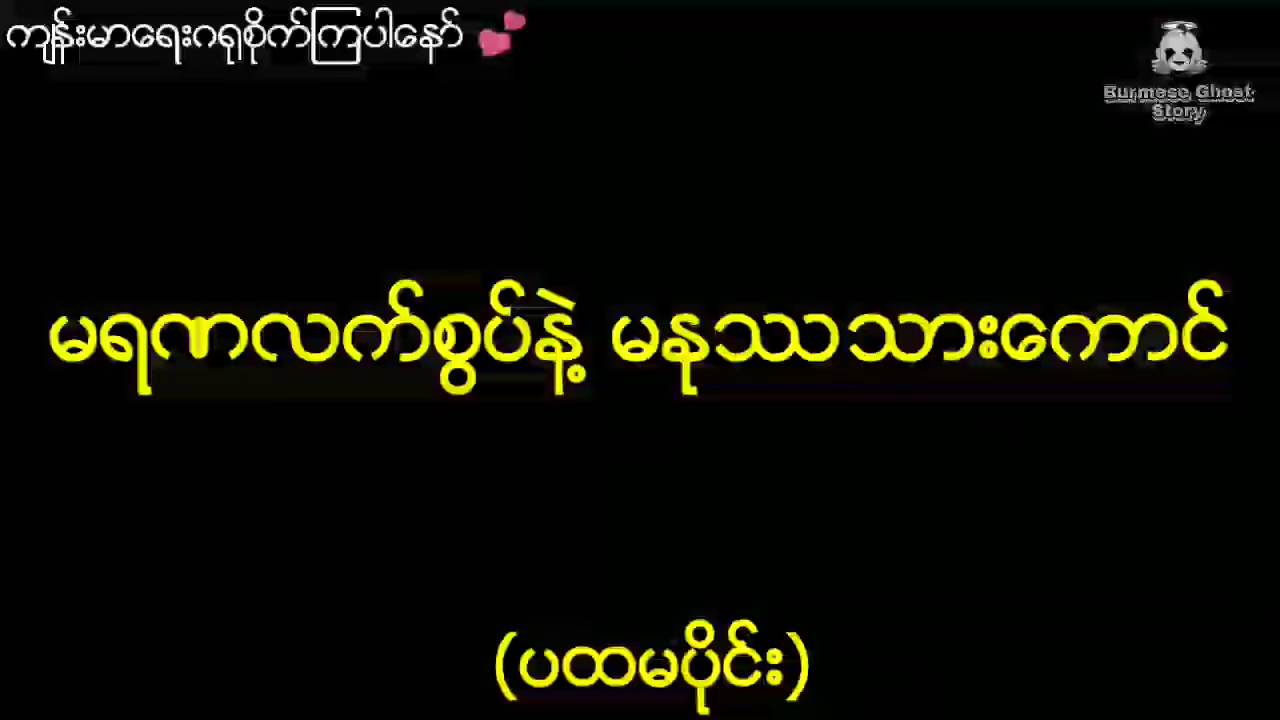 ကျန်းမာရေးဂရုစိုက်ကြပါနော် 💕
Burmese Ghost
Story
မရဏလက်စွပ်နဲ့ မနုဿသားကောင်
(ပထမပိုင်း)